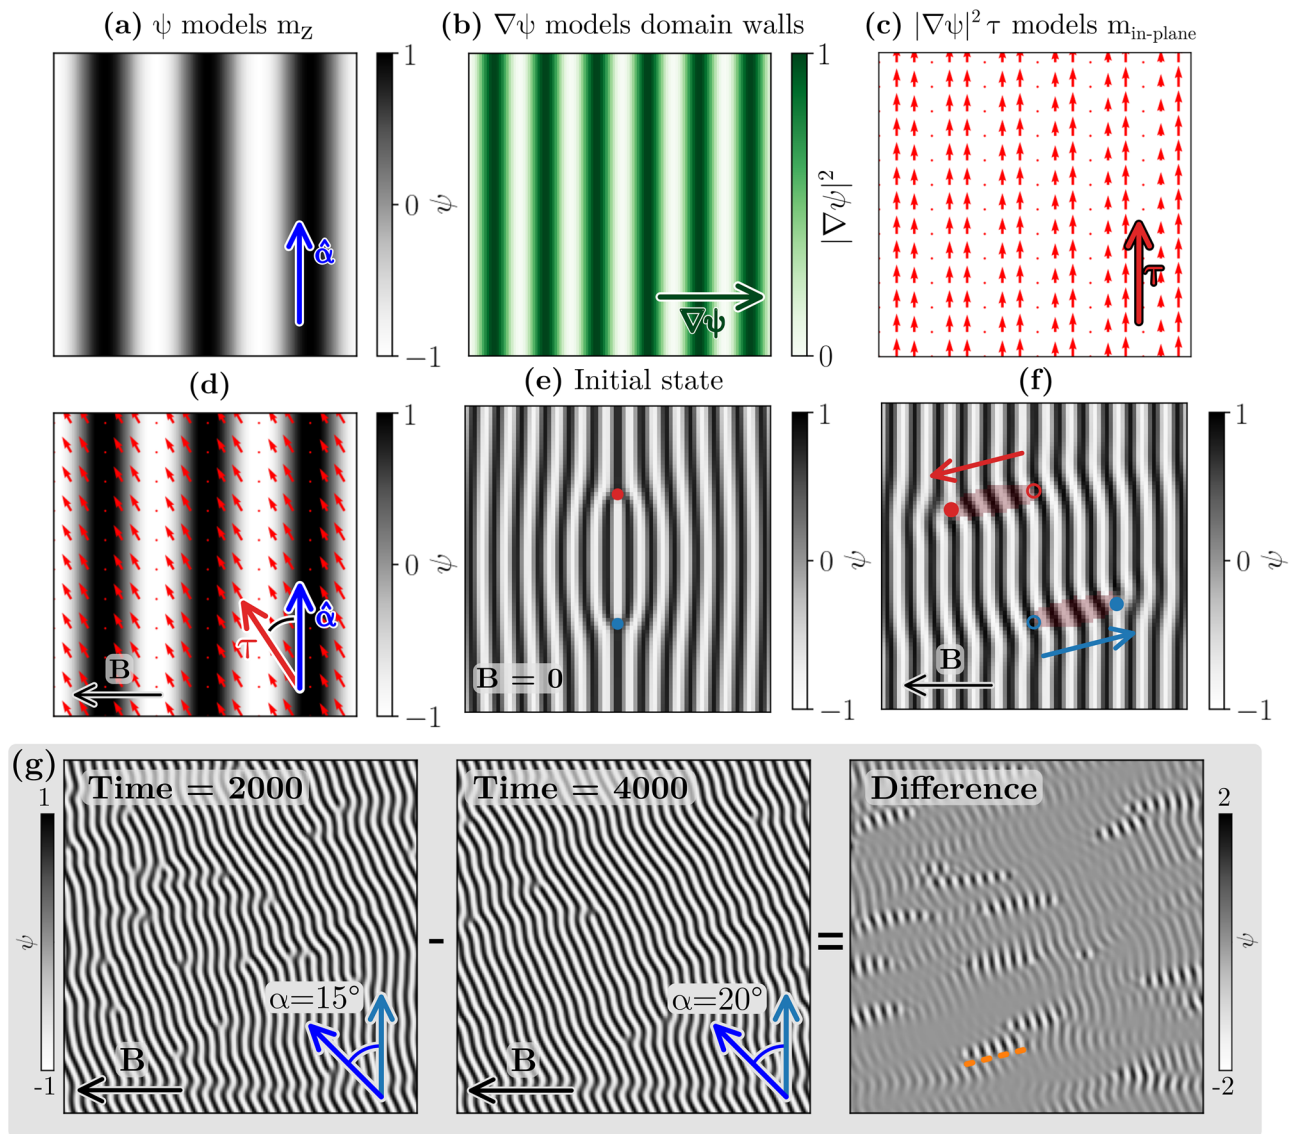 (a) ψ models m_z
(b) ∇ψ models domain walls
(c) |∇ψ|² τ models m_in-plane
1
0
−1
ψ
α̂
1
0
|∇ψ|²
∇ψ
τ
(d)
(e) Initial state
(f)
1
0
−1
ψ
B
τ
α̂
B = 0
1
0
−1
ψ
B
1
0
−1
ψ
(g)
1
-1
ψ
Time = 2000
α=15°
B
-
Time = 4000
α=20°
B
=
Difference
2
-2
ψ